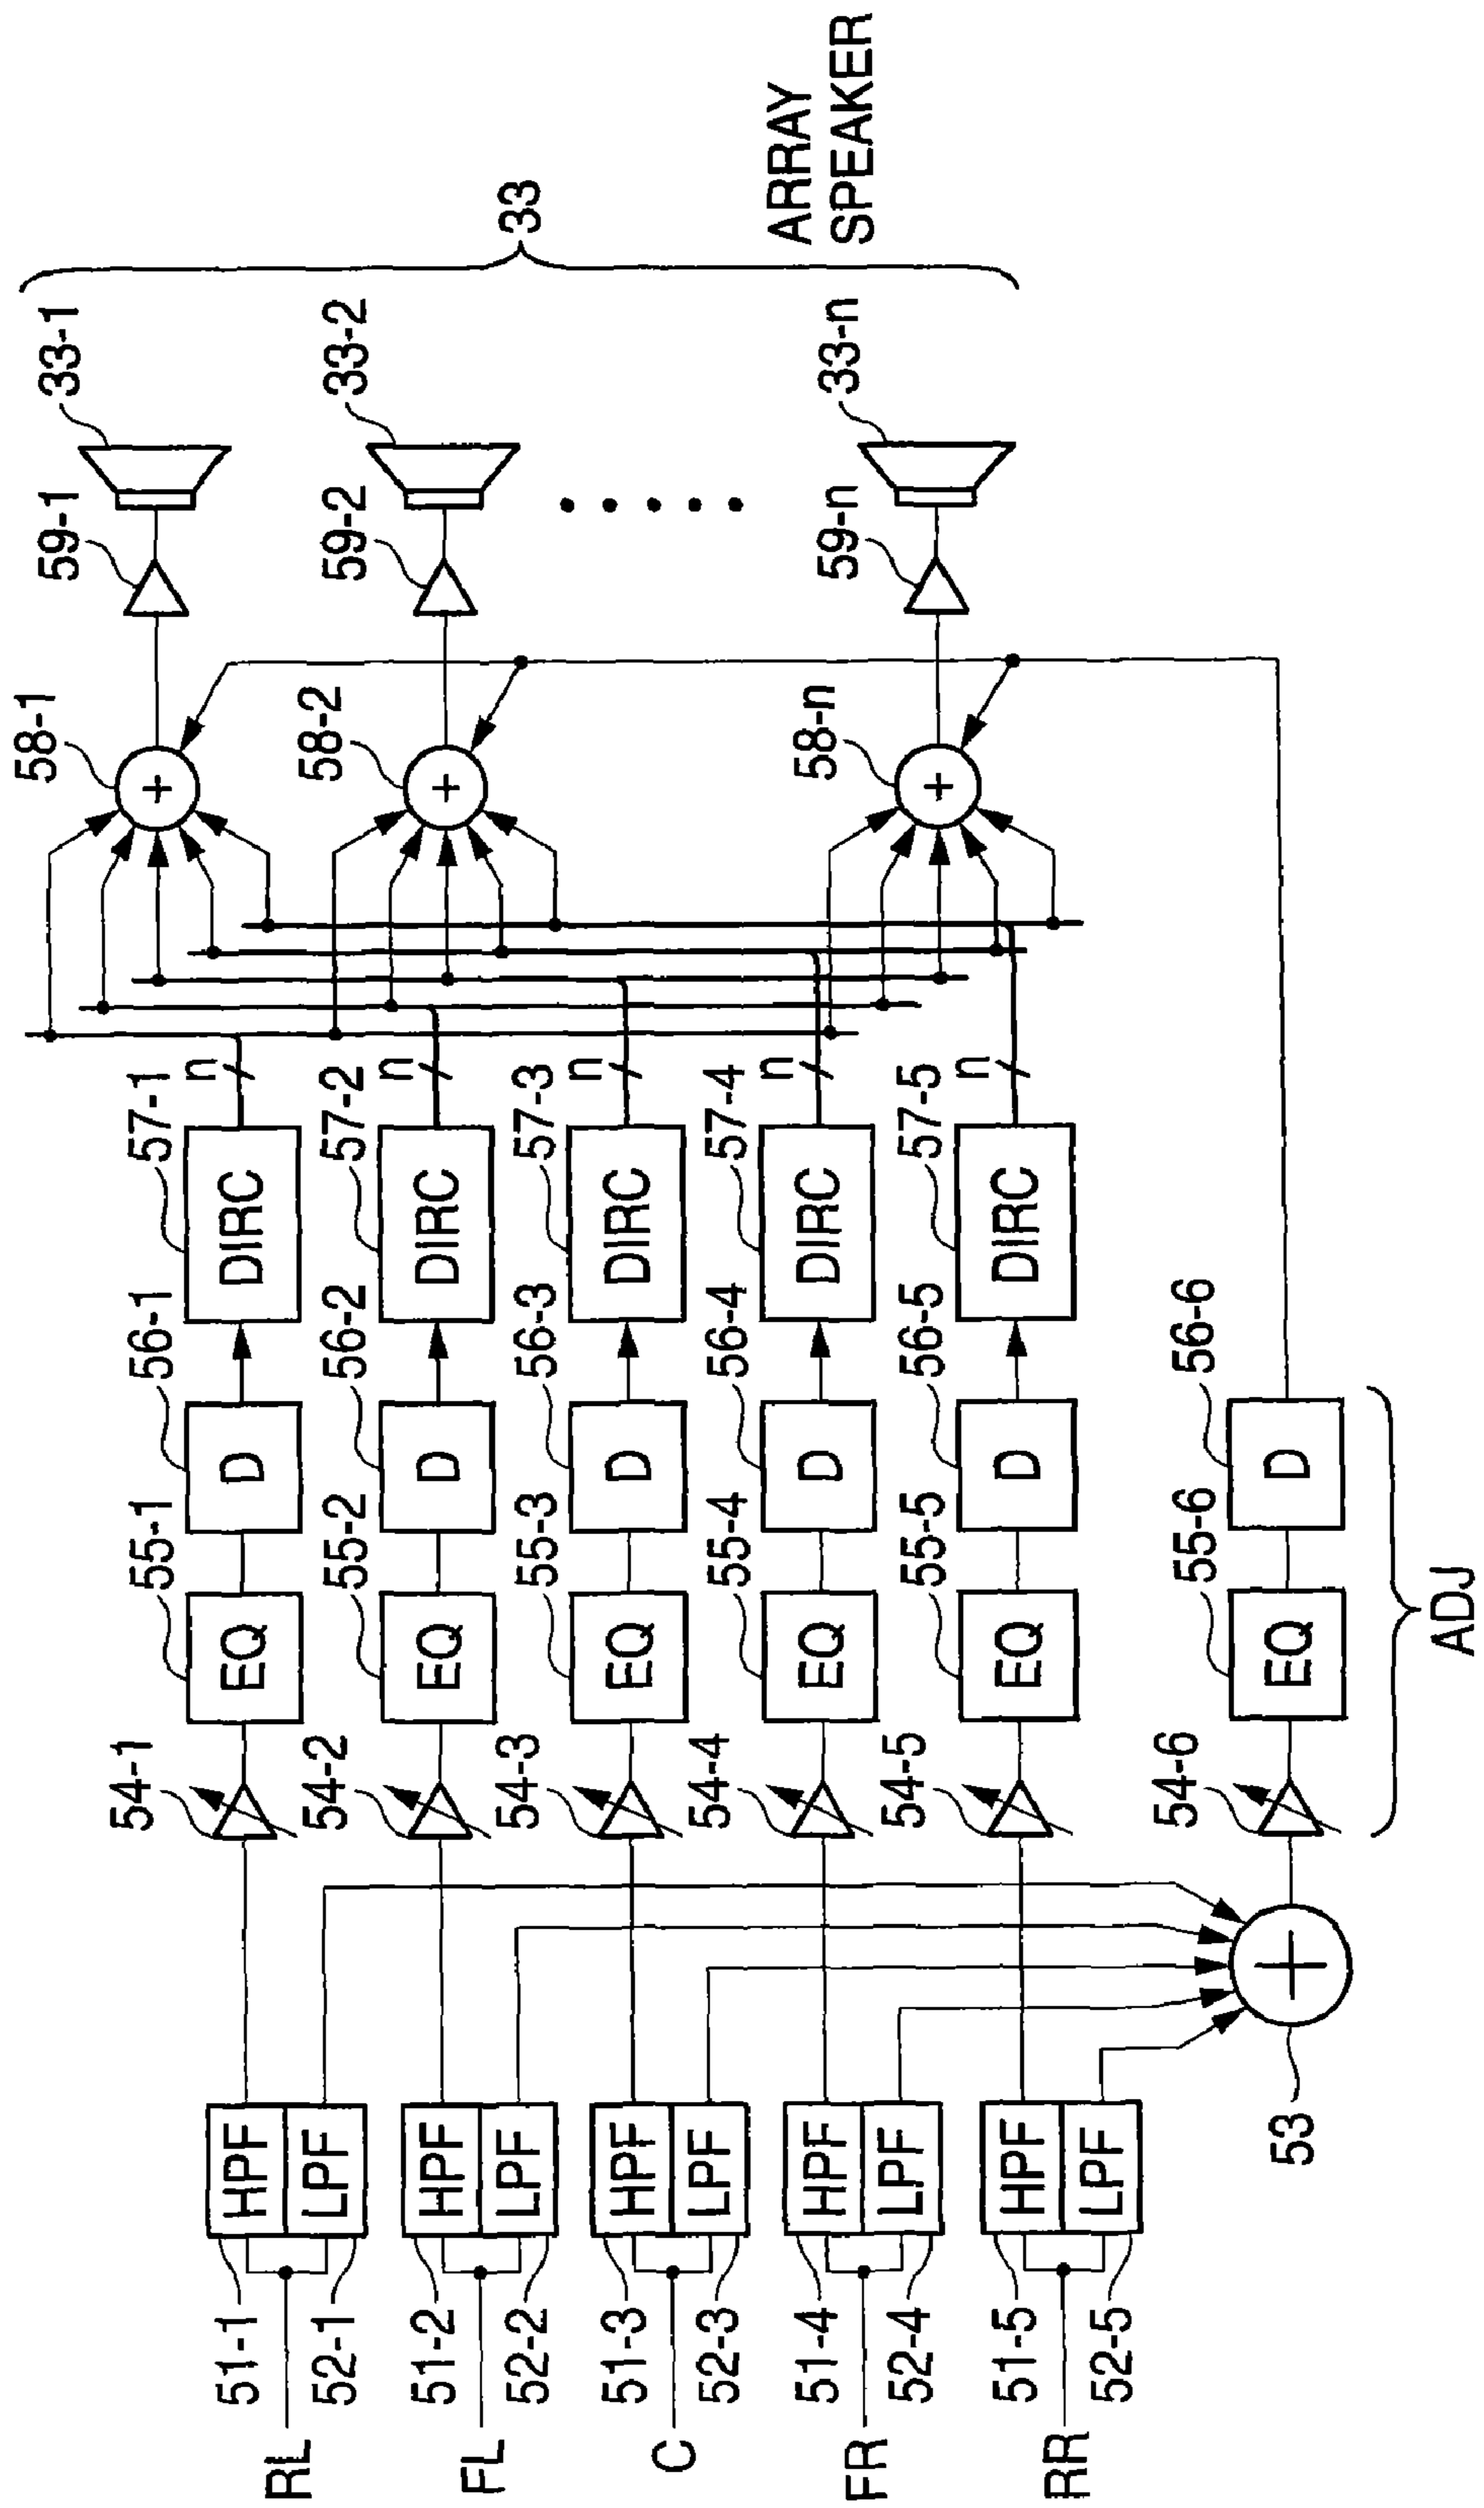 RL
51-1
52-1
HPF
LPF
54-1
EQ
55-1
D
56-1
DIRC
57-1
n
58-1
+
59-1
33-1
FL
51-2
52-2
HPF
LPF
54-2
EQ
55-2
D
56-2
DIRC
57-2
n
58-2
+
59-2
33-2
C
51-3
52-3
HPF
LPF
54-3
EQ
55-3
D
56-3
DIRC
57-3
n
33
FR
51-4
52-4
HPF
LPF
54-4
EQ
55-4
D
56-4
DIRC
57-4
n
58-n
+
59-n
33-n
ARRAY
SPEAKER
RR
51-5
52-5
HPF
LPF
54-5
EQ
55-5
D
56-5
DIRC
57-5
n
53
+
54-6
EQ
55-6
D
56-6
ADJ